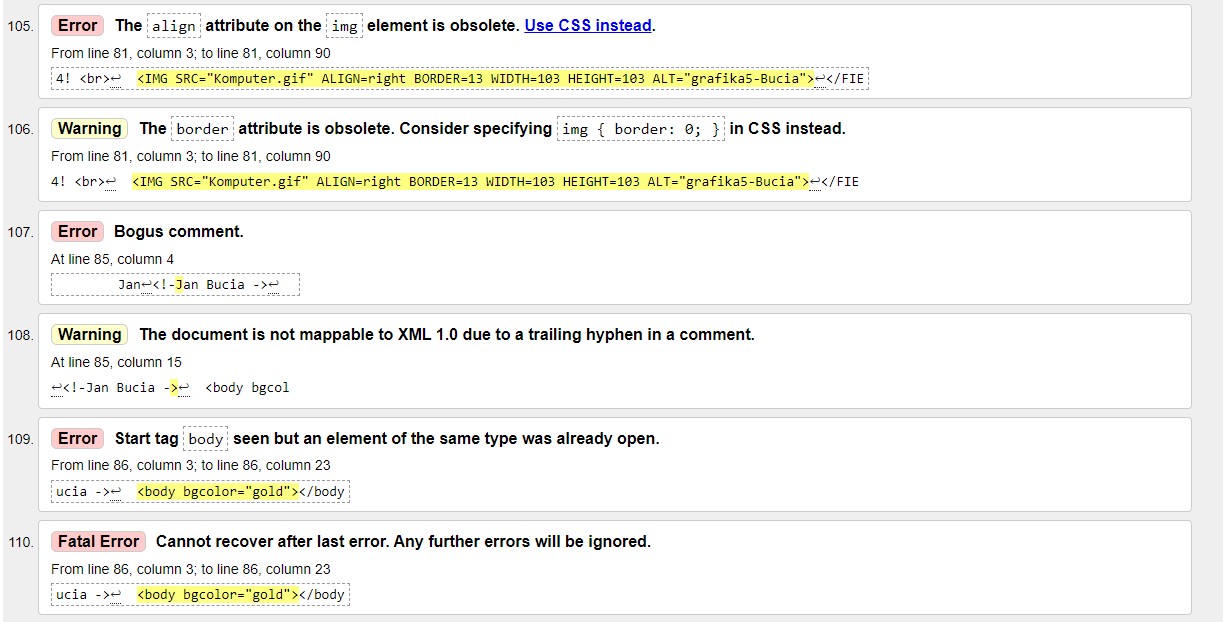 105. Error The align attribute on the img element is obsolete. Use CSS instead.
From line 81, column 3; to line 81, column 90
4! <br>↩ <IMG SRC="Komputer.gif" ALIGN=right BORDER=13 WIDTH=103 HEIGHT=103 ALT="grafika5-Bucia">↩</FIE
106. Warning The border attribute is obsolete. Consider specifying img { border: 0; } in CSS instead.
From line 81, column 3; to line 81, column 90
4! <br>↩ <IMG SRC="Komputer.gif" ALIGN=right BORDER=13 WIDTH=103 HEIGHT=103 ALT="grafika5-Bucia">↩</FIE
107. Error Bogus comment.
At line 85, column 4
Jan↩<!-Jan Bucia ->↩
108. Warning The document is not mappable to XML 1.0 due to a trailing hyphen in a comment.
At line 85, column 15
↩<!-Jan Bucia ->↩ <body bgcol
109. Error Start tag body seen but an element of the same type was already open.
From line 86, column 3; to line 86, column 23
ucia ->↩ <body bgcolor="gold"></body
110. Fatal Error Cannot recover after last error. Any further errors will be ignored.
From line 86, column 3; to line 86, column 23
ucia ->↩ <body bgcolor="gold"></body